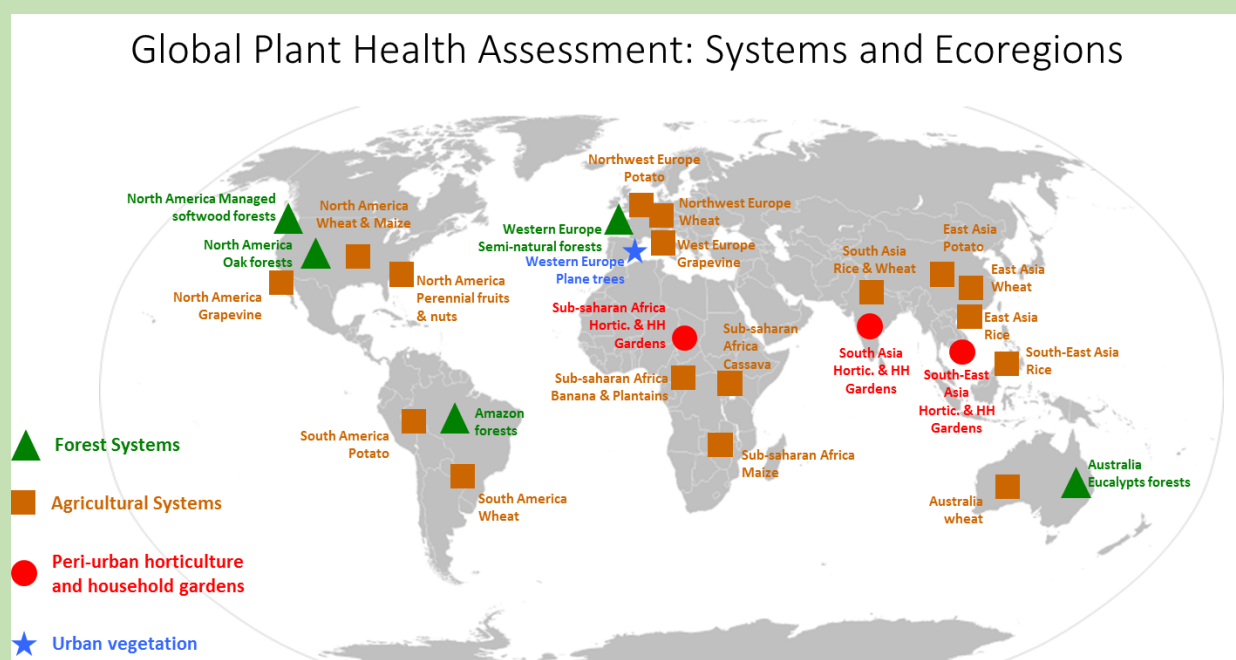 Global Plant Health Assessment: Systems and Ecoregions
Northwest Europe
Potato
North America Managed
softwood forests
North America
Wheat & Maize
Northwest Europe
Wheat
Western Europe
Semi-natural forests
North America
Oak forests
West Europe
Grapevine
Western Europe
Plane trees
South Asia
Rice & Wheat
East Asia
Potato
East Asia
Wheat
North America
Grapevine
North America
Perennial fruits
& nuts
Sub-saharan Africa
Hortic. & HH
Gardens
Sub-saharan
Africa
Cassava
East Asia
Rice
South Asia
Hortic. & HH
Gardens
South-East Asia
Rice
South-East
Asia
Hortic. & HH
Gardens
Sub-saharan Africa
Banana & Plantains
Amazon
forests
South America
Potato
Sub-saharan Africa
Maize
South America
Wheat
Australia
Eucalypts forests
Australia
wheat
Forest Systems
Agricultural Systems
Peri-urban horticulture
and household gardens
Urban vegetation